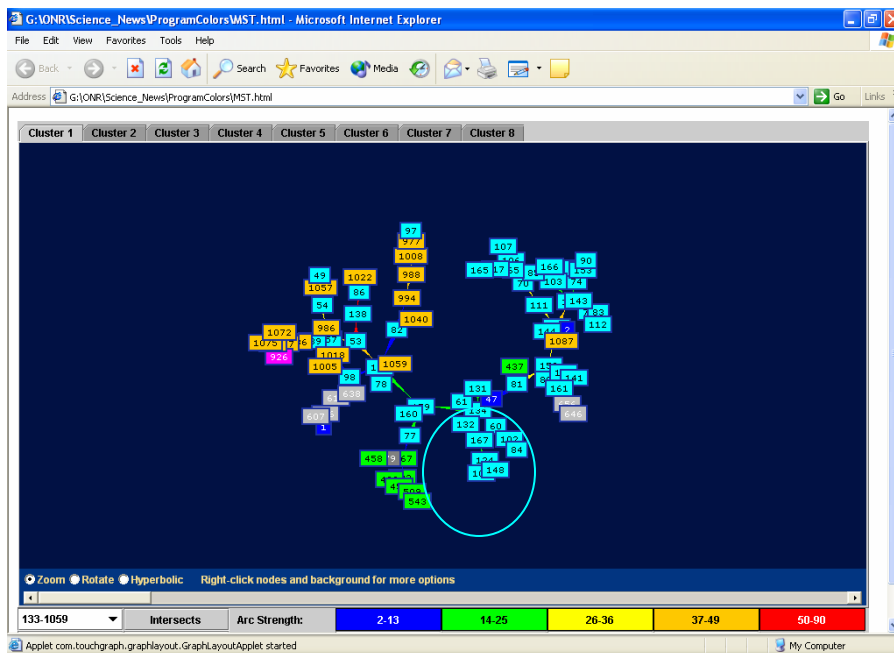 G:\ONR\Science_News\ProgramColors\MST.html - Microsoft Internet Explorer
File Edit View Favorites Tools Help
Back Search Favorites Media
Address G:\ONR\Science_News\ProgramColors\MST.html Go Links
Cluster 1 Cluster 2 Cluster 3 Cluster 4 Cluster 5 Cluster 6 Cluster 7 Cluster 8
97
977
107
1008
90
165 166
49 1022 988
1057 86 103 74
994 143
54 138 111 83
1040 112
986 82 2
1072 53 1087
1075
926 1018 1059
1005 437
98 78 131 81 141
638 61 47 161
607 160 134 646
1 132 60
77 167 102
84
458 67
148
543
Zoom Rotate Hyperbolic Right-click nodes and background for more options
133-1059 Intersects Arc Strength: 2-13 14-25 26-36 37-49 50-90
Applet com.touchgraph.graphlayout.GraphLayoutApplet started My Computer